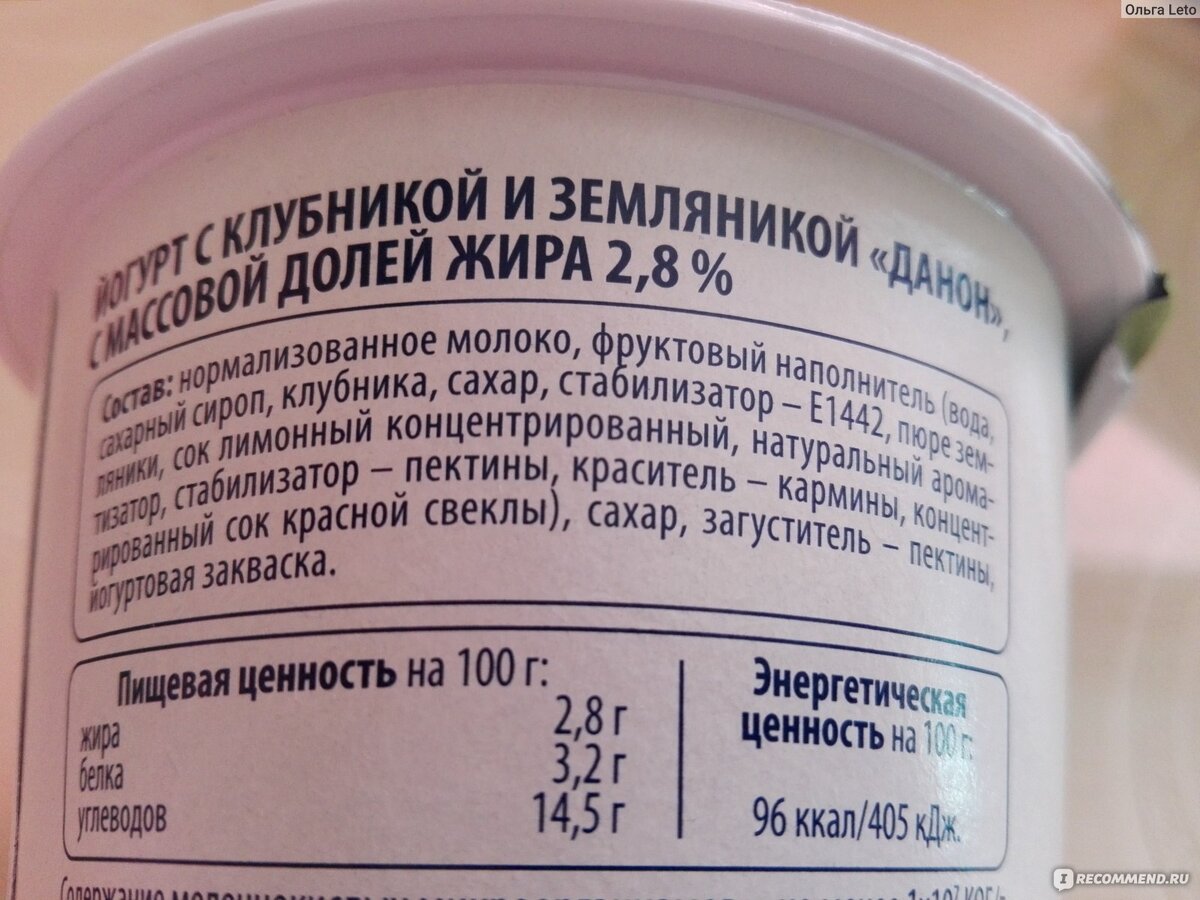 Ольга Leto
ЙОГУРТ С КЛУБНИКОЙ И ЗЕМЛЯНИКОЙ «ДАНОН»,
С МАССОВОЙ ДОЛЕЙ ЖИРА 2,8 %
Состав: нормализованное молоко, фруктовый наполнитель (вода,
сахарный сироп, клубника, сахар, стабилизатор – Е1442, пюре зем-
ляники, сок лимонный концентрированный, натуральный арома-
тизатор, стабилизатор – пектины, краситель – кармины, концент-
рированный сок красной свеклы), сахар, загуститель – пектины,
йогуртовая закваска.
Пищевая ценность на 100 г:
жира 2,8 г
белка 3,2 г
углеводов 14,5 г
Энергетическая
ценность на 100 г:
96 ккал/405 кДж.
Содержание
IRECOMMEND.RU